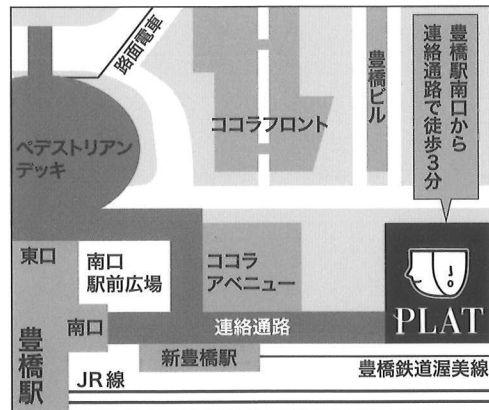 路面電車
豊橋ビル
豊橋駅南口から
連絡通路で徒歩3分
ココラフロント
ペデストリアン
デッキ
東口
南口
駅前広場
ココラ
アベニュー
JO
PLAT
南口
連絡通路
豊橋駅
新豊橋駅
豊橋鉄道渥美線
JR線